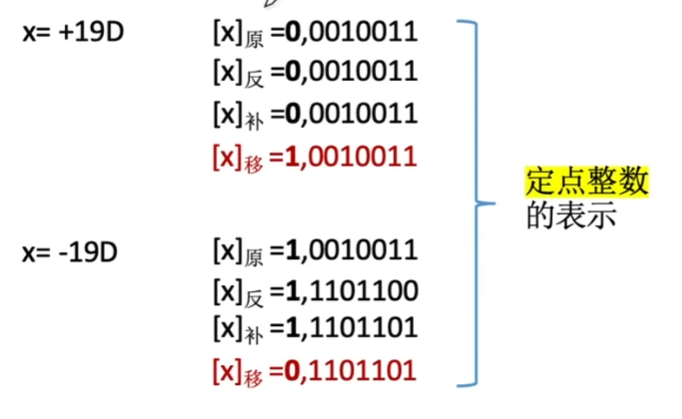 x= +19D
[x]原 =0,0010011
[x]反 =0,0010011
[x]补 =0,0010011
[x]移 =1,0010011
定点整数
的表示
x= -19D
[x]原 =1,0010011
[x]反 =1,1101100
[x]补 =1,1101101
[x]移 =0,1101101